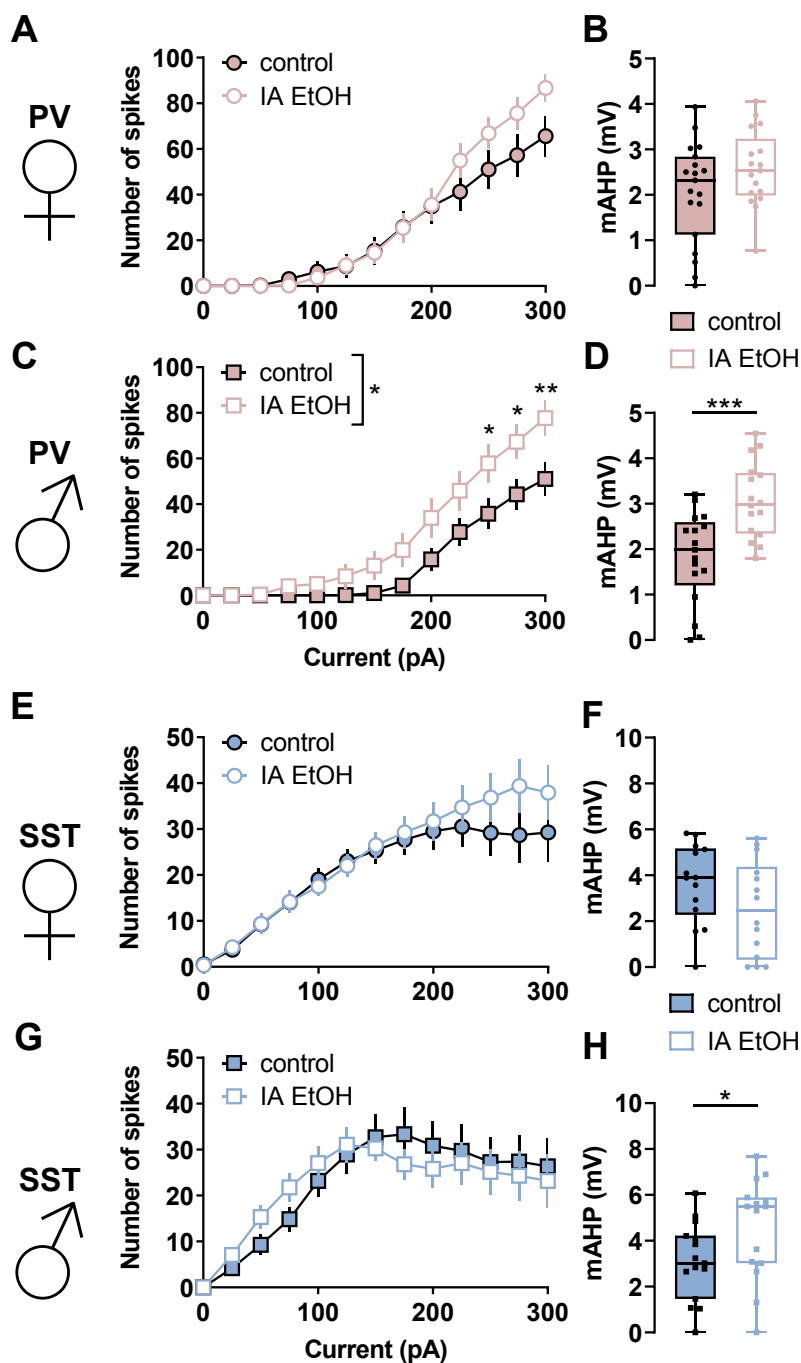 A
PV
Number of spikes
control
IA EtOH
100
80
60
40
20
0
0
100
200
300
B
mAHP (mV)
5
4
3
2
1
0
control
IA EtOH
C
PV
Number of spikes
control
IA EtOH
*
*
*
**
100
80
60
40
20
0
0
100
200
300
Current (pA)
D
mAHP (mV)
***
5
4
3
2
1
0
E
SST
Number of spikes
control
IA EtOH
50
40
30
20
10
0
0
100
200
300
F
mAHP (mV)
10
8
6
4
2
0
control
IA EtOH
G
SST
Number of spikes
control
IA EtOH
50
40
30
20
10
0
0
100
200
300
Current (pA)
H
mAHP (mV)
*
10
8
6
4
2
0